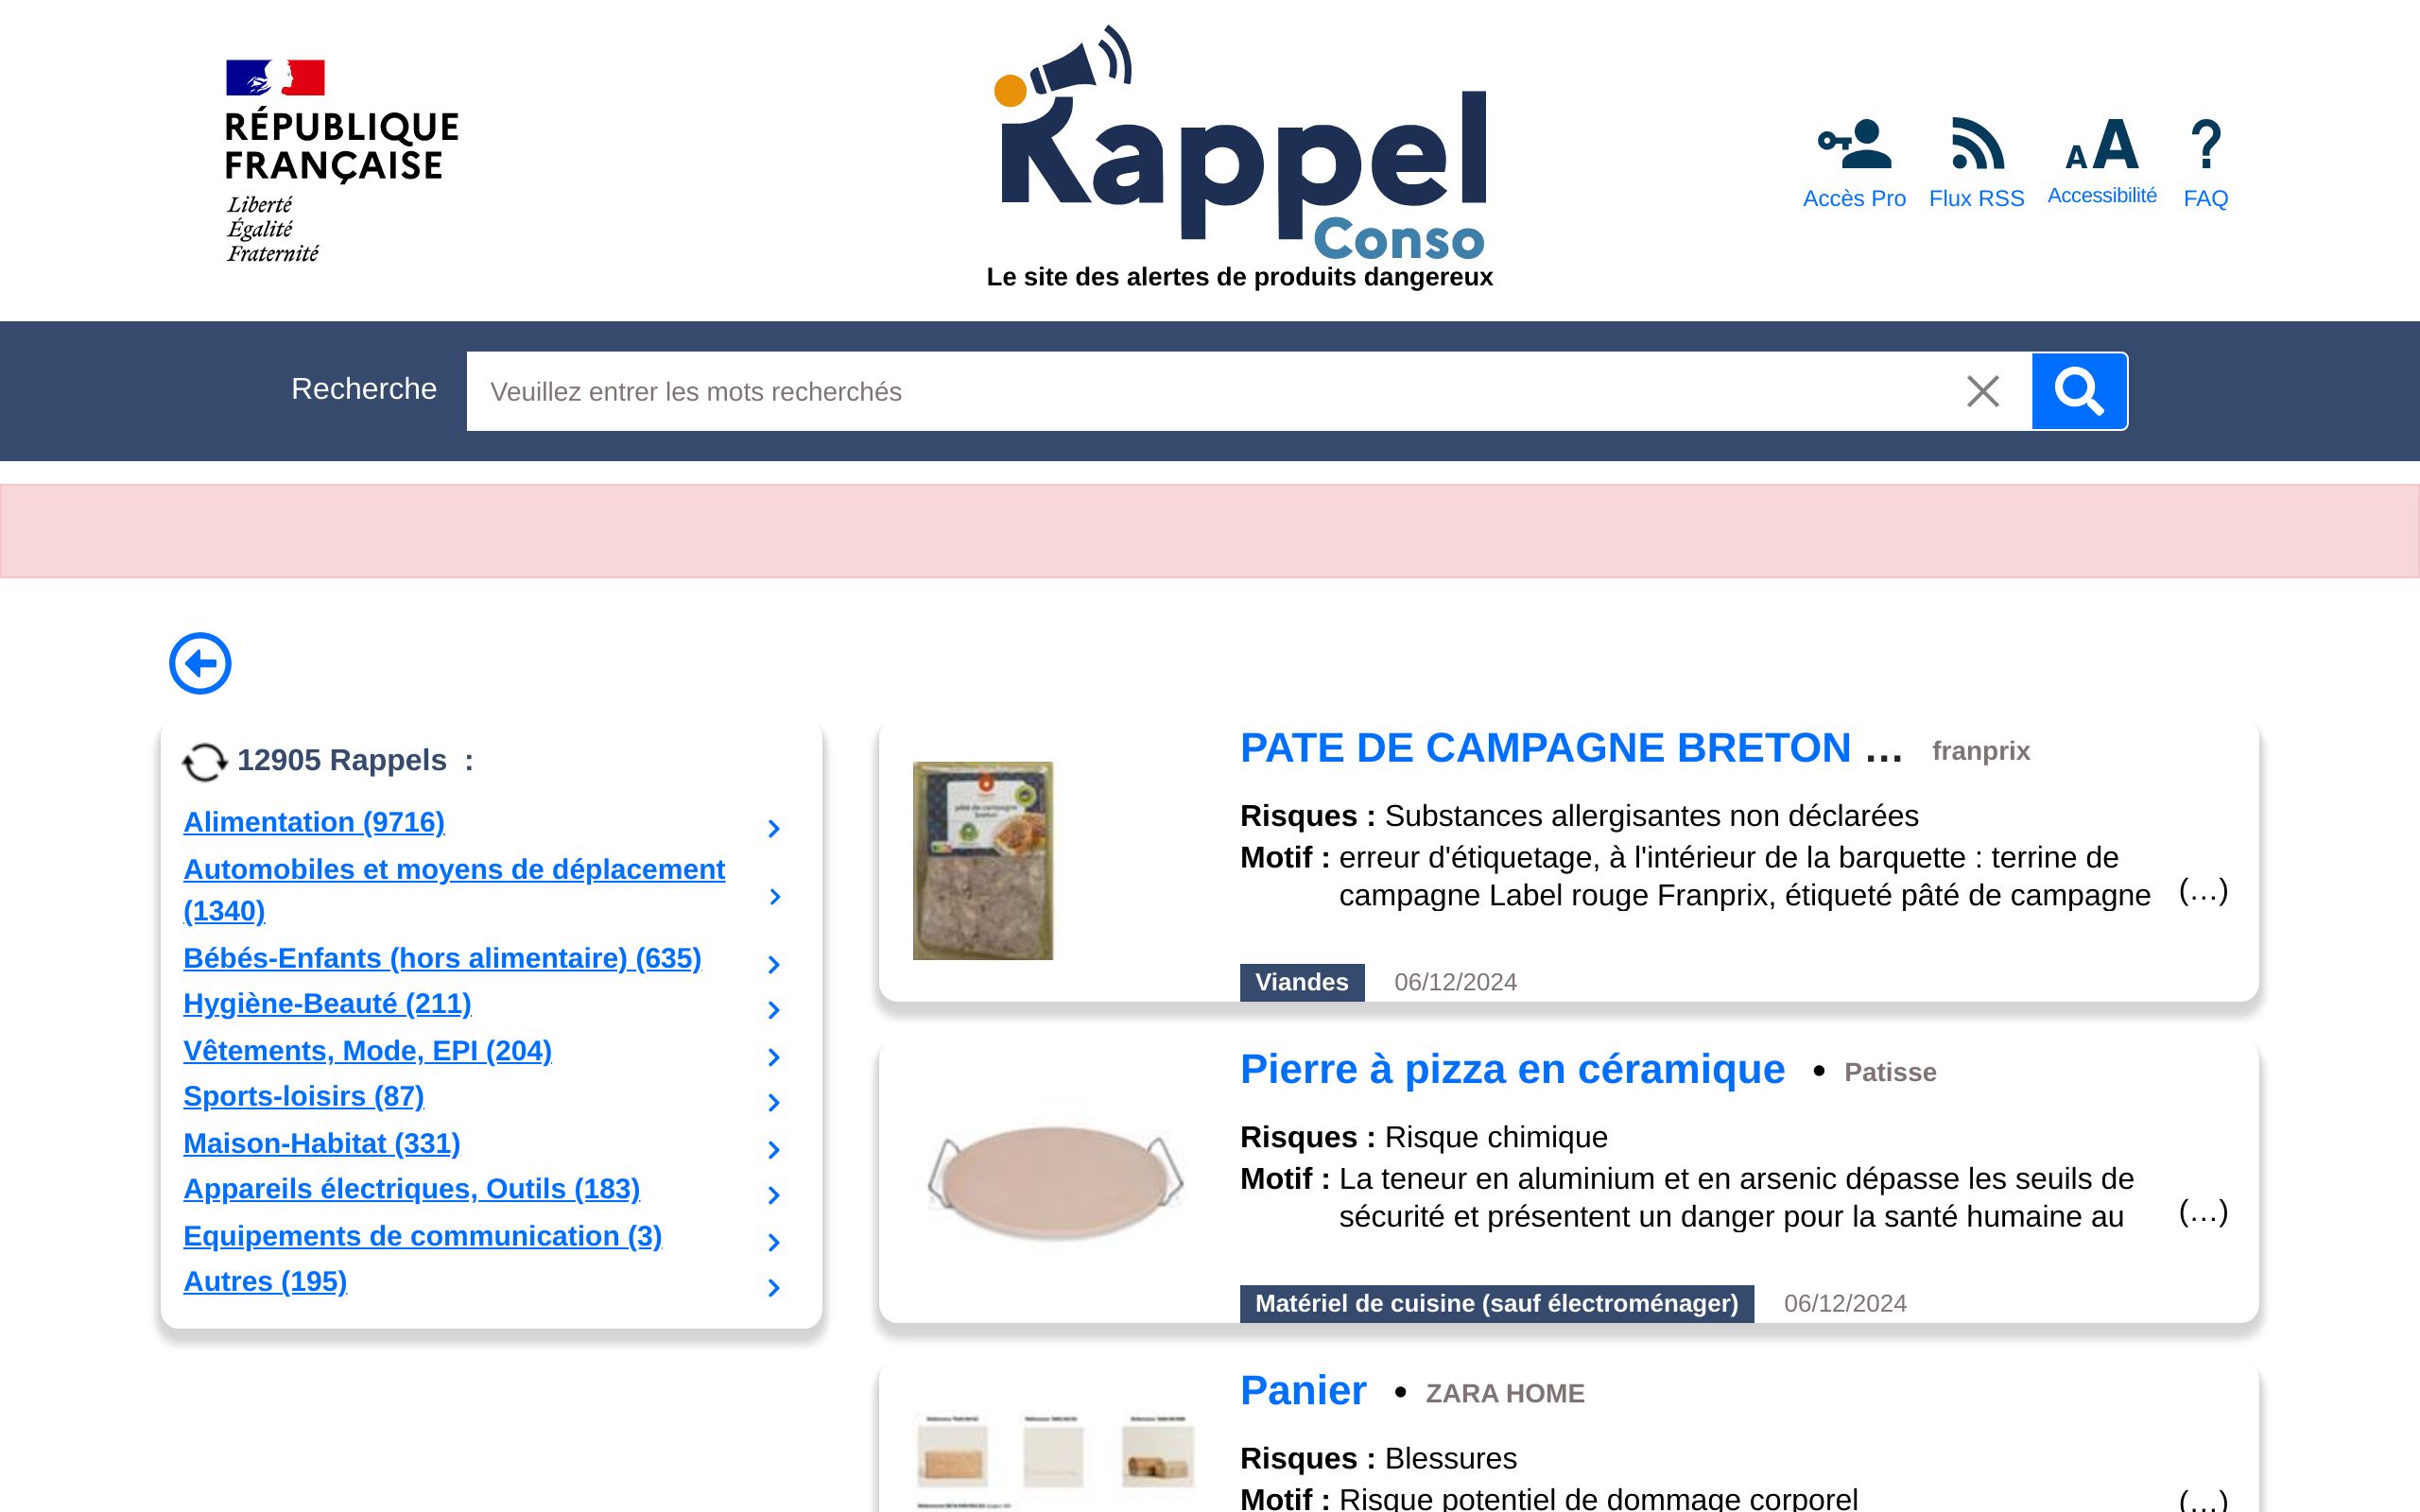 RÉPUBLIQUE
FRANÇAISE
Liberté
Égalité
Fraternité
Rappel
Conso
Le site des alertes de produits dangereux
Accès Pro
Flux RSS
AA
Accessibilité
?
FAQ
Recherche
Veuillez entrer les mots recherchés
12905 Rappels :
Alimentation (9716)
Automobiles et moyens de déplacement
(1340)
Bébés-Enfants (hors alimentaire) (635)
Hygiène-Beauté (211)
Vêtements, Mode, EPI (204)
Sports-loisirs (87)
Maison-Habitat (331)
Appareils électriques, Outils (183)
Equipements de communication (3)
Autres (195)
PATE DE CAMPAGNE BRETON ... franprix
Risques : Substances allergisantes non déclarées
Motif : erreur d'étiquetage, à l'intérieur de la barquette : terrine de
campagne Label rouge Franprix, étiqueté pâté de campagne (…)
Viandes 06/12/2024
Pierre à pizza en céramique • Patisse
Risques : Risque chimique
Motif : La teneur en aluminium et en arsenic dépasse les seuils de
sécurité et présentent un danger pour la santé humaine au (…)
Matériel de cuisine (sauf électroménager) 06/12/2024
Panier • ZARA HOME
Risques : Blessures
Motif : Risque potentiel de dommage corporel (…)